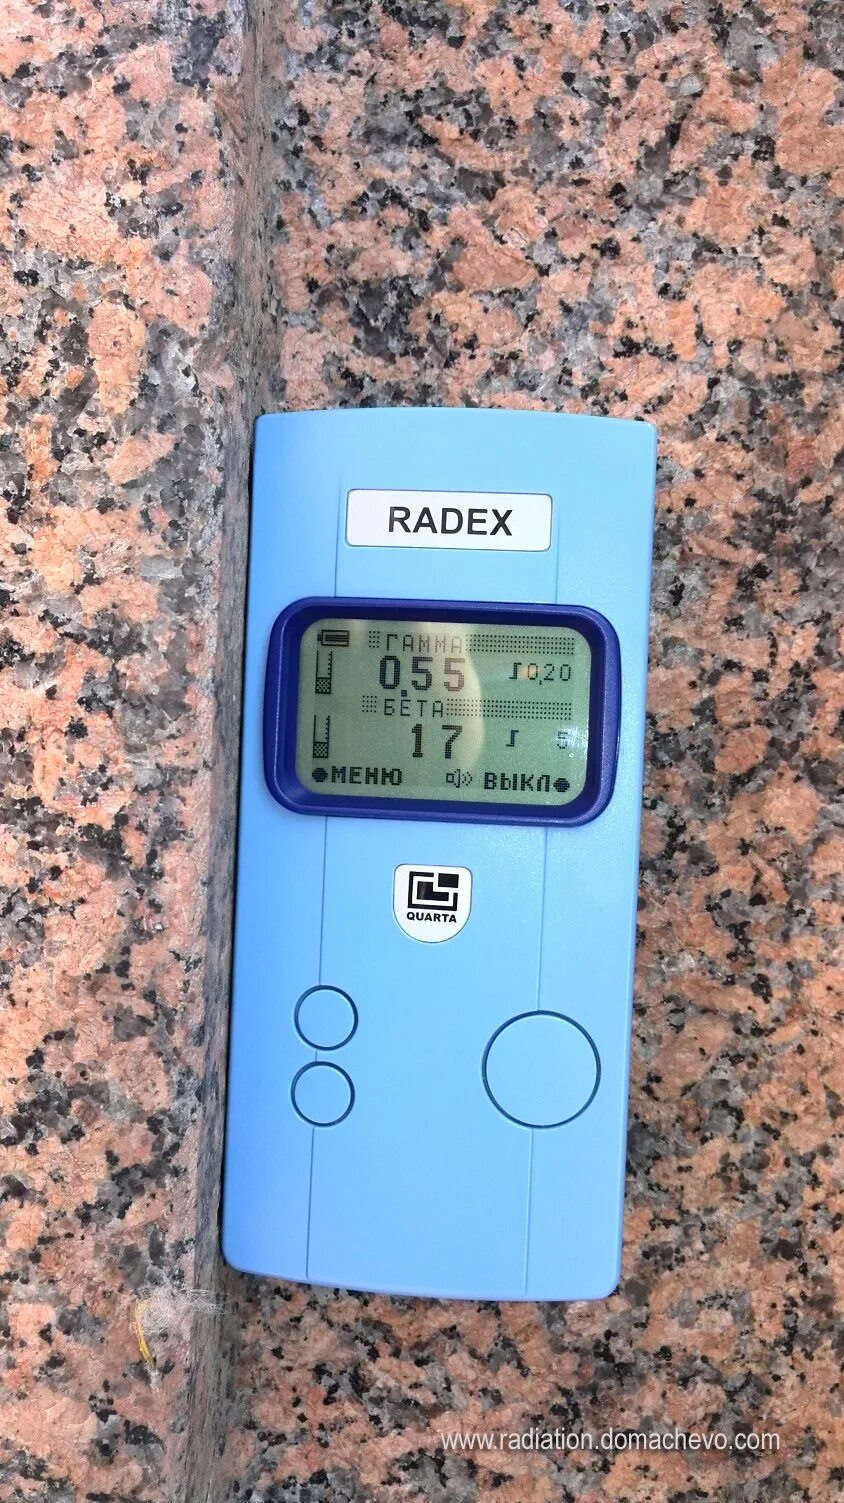 RADEX
ГАММА
0.55 0,20
БЕТА
17 5
МЕНЮ ВЫКЛ
QUARTA
www.radiation.domachevo.com